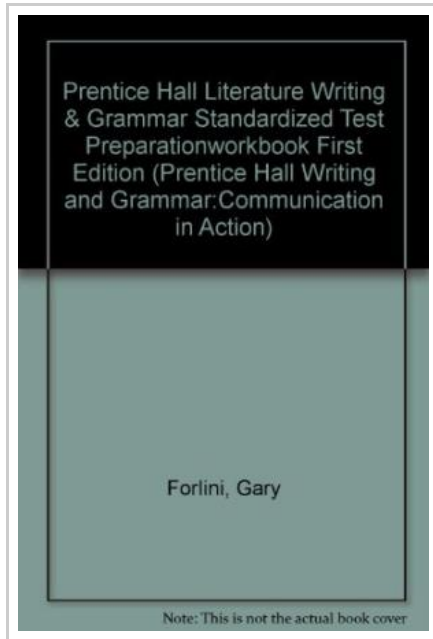 Prentice Hall Literature Writing
& Grammar Standardized Test
Preparationworkbook First
Edition (Prentice Hall Writing
and Grammar:Communication
in Action)
Forlini, Gary
Note: This is not the actual book cover